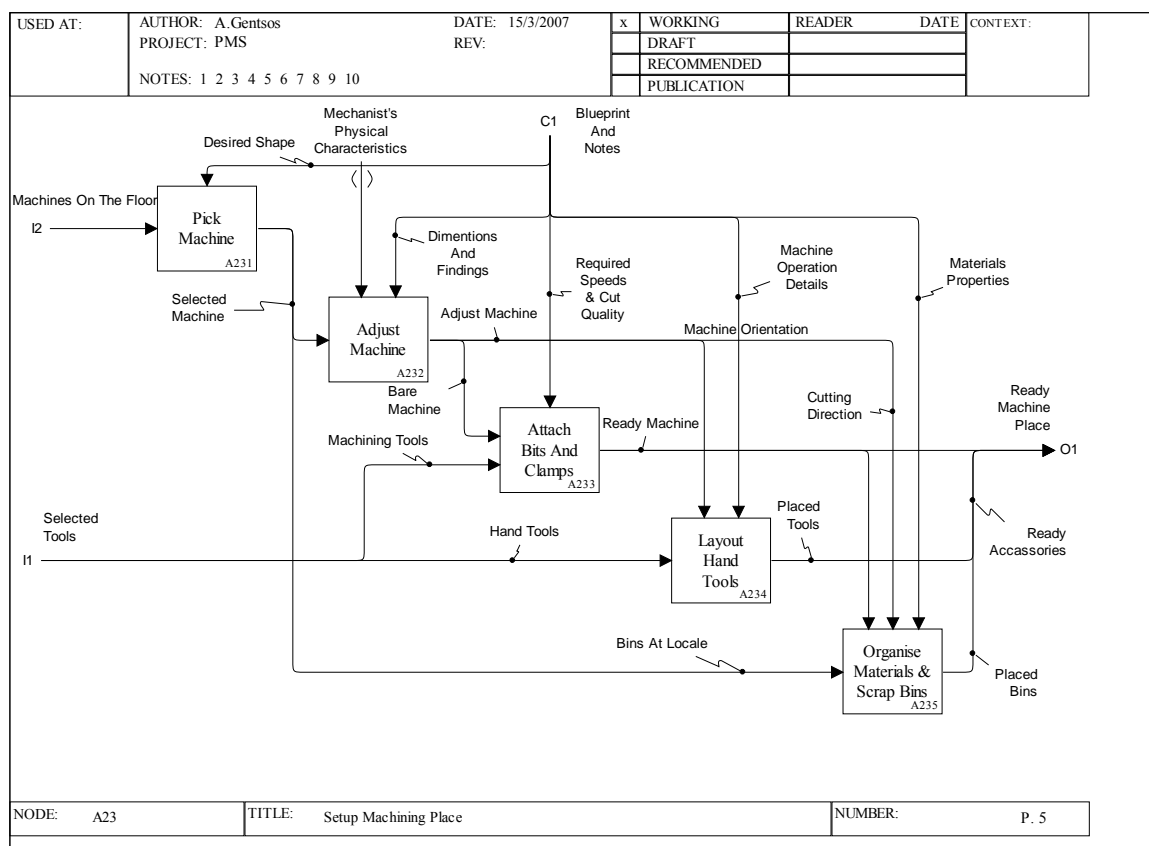 USED AT:
AUTHOR: A.Gentsos
DATE: 15/3/2007
PROJECT: PMS
REV:
NOTES: 1 2 3 4 5 6 7 8 9 10
x WORKING
DRAFT
RECOMMENDED
PUBLICATION
READER DATE
CONTEXT:
Desired Shape
Mechanist's
Physical
Characteristics
C1
Blueprint
And
Notes
Machines On The Floor
I2
Pick
Machine
A231
Dimentions
And
Findings
Required
Speeds
& Cut
Quality
Machine
Operation
Details
Materials
Properties
Selected
Machine
Adjust
Machine
A232
Adjust Machine
Machine Orientation
Bare
Machine
Cutting
Direction
Ready
Machine
Place
Machining Tools
Attach
Bits And
Clamps
A233
Ready Machine
O1
Selected
Tools
I1
Hand Tools
Layout
Hand
Tools
A234
Placed
Tools
Ready
Accassories
Bins At Locale
Organise
Materials &
Scrap Bins
A235
Placed
Bins
NODE: A23
TITLE: Setup Machining Place
NUMBER: P. 5